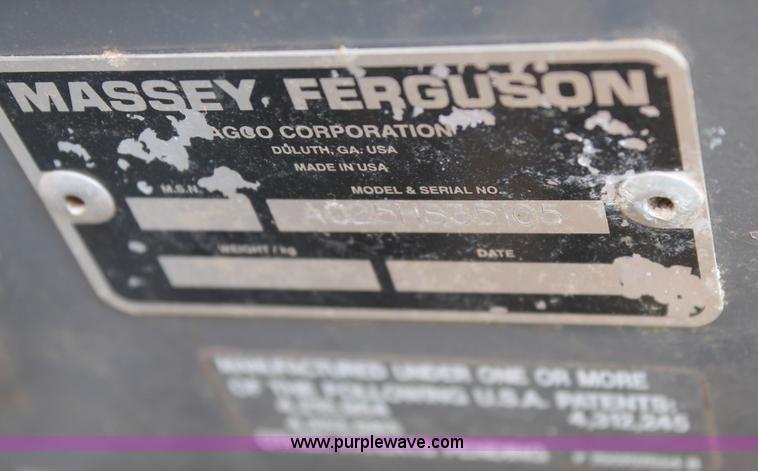 MASSEY FERGUSON
AGCO CORPORATION
DULUTH, GA. USA
MADE IN USA
M.S.N.
MODEL & SERIAL NO.
WEIGHT / kg
DATE
MANUFACTURED UNDER ONE OR MORE
OF THE FOLLOWING U.S.A. PATENTS:
4,312,245
www.purplewave.com